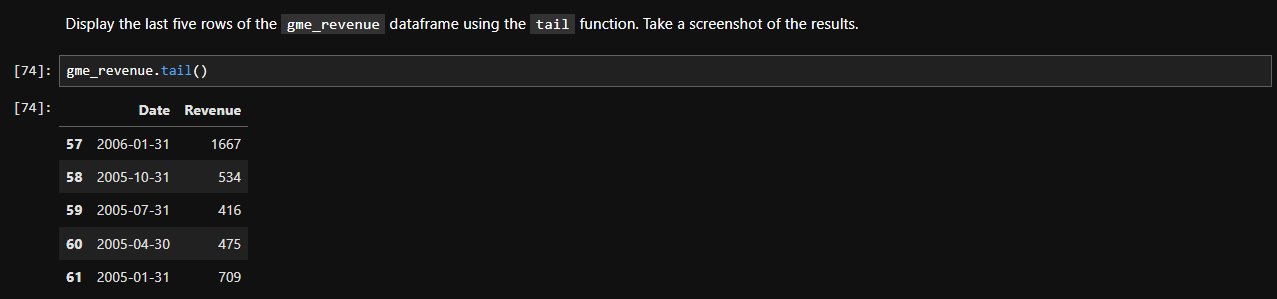 Display the last five rows of the gme_revenue dataframe using the tail function. Take a screenshot of the results.
[74]: gme_revenue.tail()
[74]:
Date Revenue
57 2006-01-31 1667
58 2005-10-31 534
59 2005-07-31 416
60 2005-04-30 475
61 2005-01-31 709